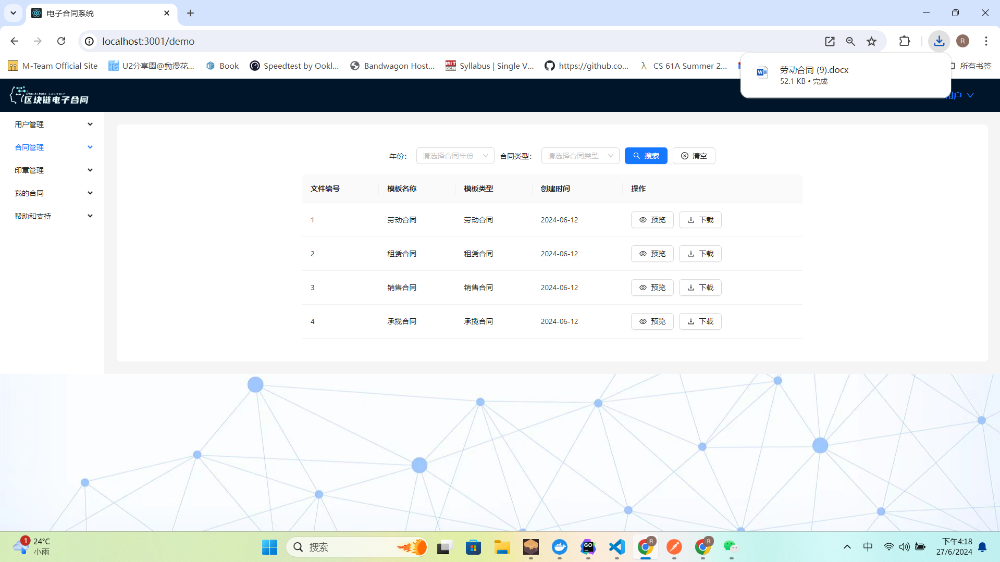 电子合同系统
localhost:3001/demo
R
M-Team Official Site
U2分享園@動漫花...
Book
Speedtest by Ookl...
Bandwagon Host...
Syllabus | Single V...
https://github.co...
CS 61A Summer 2...
所有书签
劳动合同 (9).docx
52.1 KB • 完成
Blockchain Contract
区块链电子合同
用户
用户管理
合同管理
印章管理
我的合同
帮助和支持
年份: 请选择合同年份 合同类型: 请选择合同类型 搜索 清空
文件编号 模板名称 模板类型 创建时间 操作
1 劳动合同 劳动合同 2024-06-12 预览 下载
2 租赁合同 租赁合同 2024-06-12 预览 下载
3 销售合同 销售合同 2024-06-12 预览 下载
4 承揽合同 承揽合同 2024-06-12 预览 下载
1
24°C
小雨
搜索
GO
R
R
中
下午4:18
27/6/2024